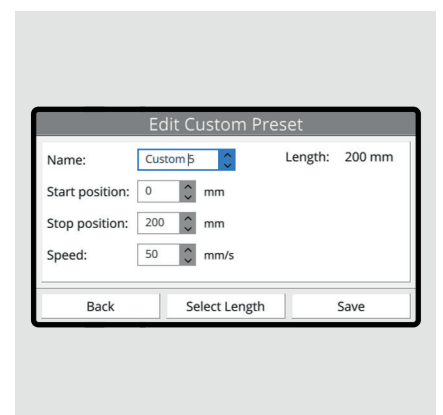 Edit Custom Preset
Name: Custom 5 Length: 200 mm
Start position: 0 mm
Stop position: 200 mm
Speed: 50 mm/s
Back Select Length Save